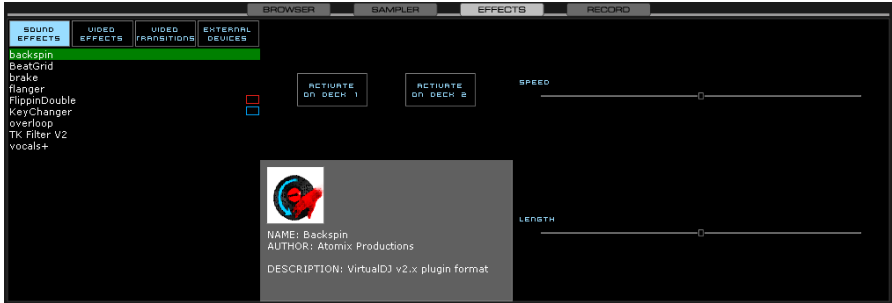 BROWSER
SAMPLER
EFFECTS
RECORD
SOUND
EFFECTS
VIDEO
EFFECTS
VIDEO
TRANSITIONS
EXTERNAL
DEVICES
backspin
BeatGrid
brake
flanger
FlippinDouble
KeyChanger
overloop
TK Filter V2
vocals+
ACTIVATE
ON DECK 1
ACTIVATE
ON DECK 2
SPEED
LENGTH
NAME: Backspin
AUTHOR: Atomix Productions
DESCRIPTION: VirtualDJ v2.x plugin format